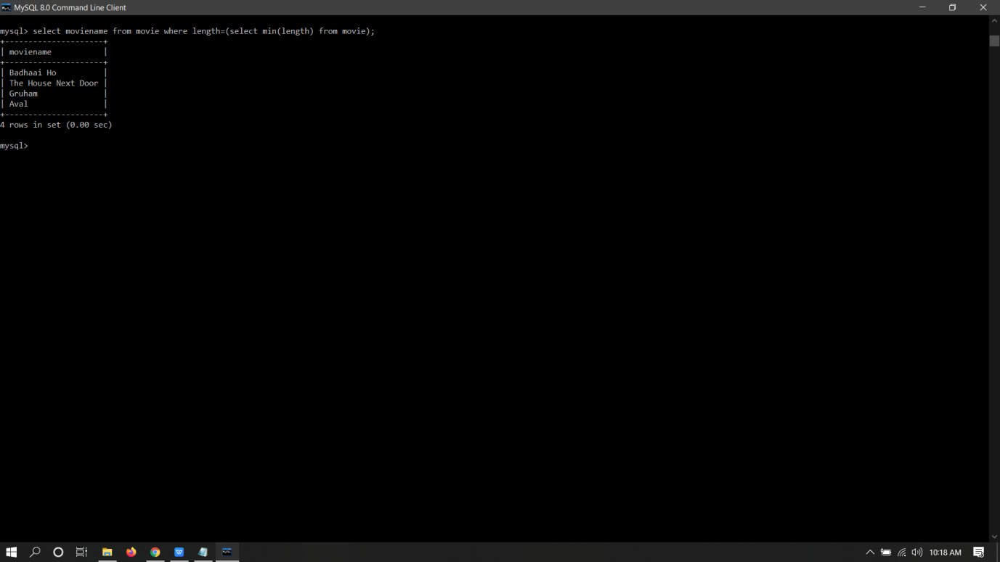 MySQL 8.0 Command Line Client
mysql> select moviename from movie where length=(select min(length) from movie);
+---------------------+
| moviename           |
+---------------------+
| Badhaai Ho          |
| The House Next Door |
| Gruham              |
| Aval                |
+---------------------+
4 rows in set (0.00 sec)
mysql>
10:18 AM